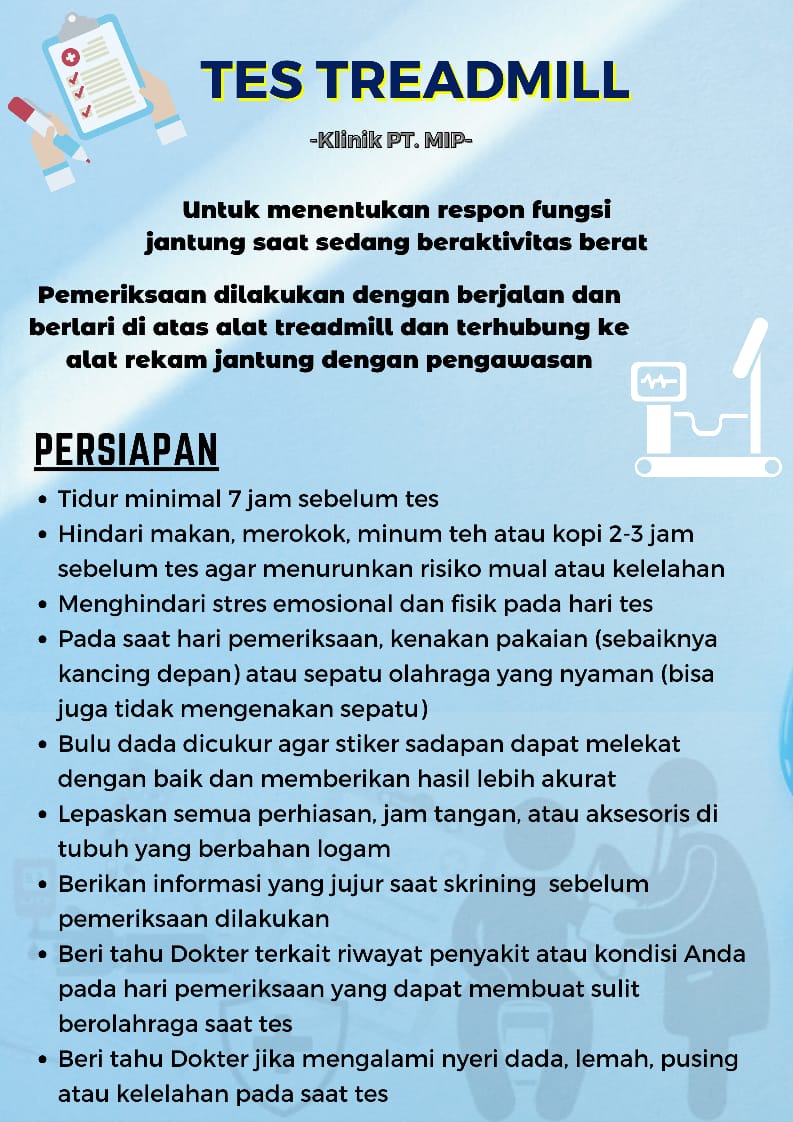 TES TREADMILL
-Klinik PT. MIP-
Untuk menentukan respon fungsi
jantung saat sedang beraktivitas berat
Pemeriksaan dilakukan dengan berjalan dan
berlari di atas alat treadmill dan terhubung ke
alat rekam jantung dengan pengawasan
PERSIAPAN
• Tidur minimal 7 jam sebelum tes
• Hindari makan, merokok, minum teh atau kopi 2-3 jam
sebelum tes agar menurunkan risiko mual atau kelelahan
• Menghindari stres emosional dan fisik pada hari tes
• Pada saat hari pemeriksaan, kenakan pakaian (sebaiknya
kancing depan) atau sepatu olahraga yang nyaman (bisa
juga tidak mengenakan sepatu)
• Bulu dada dicukur agar stiker sadapan dapat melekat
dengan baik dan memberikan hasil lebih akurat
• Lepaskan semua perhiasan, jam tangan, atau aksesoris di
tubuh yang berbahan logam
• Berikan informasi yang jujur saat skrining  sebelum
pemeriksaan dilakukan
• Beri tahu Dokter terkait riwayat penyakit atau kondisi Anda
pada hari pemeriksaan yang dapat membuat sulit
berolahraga saat tes
• Beri tahu Dokter jika mengalami nyeri dada, lemah, pusing
atau kelelahan pada saat tes